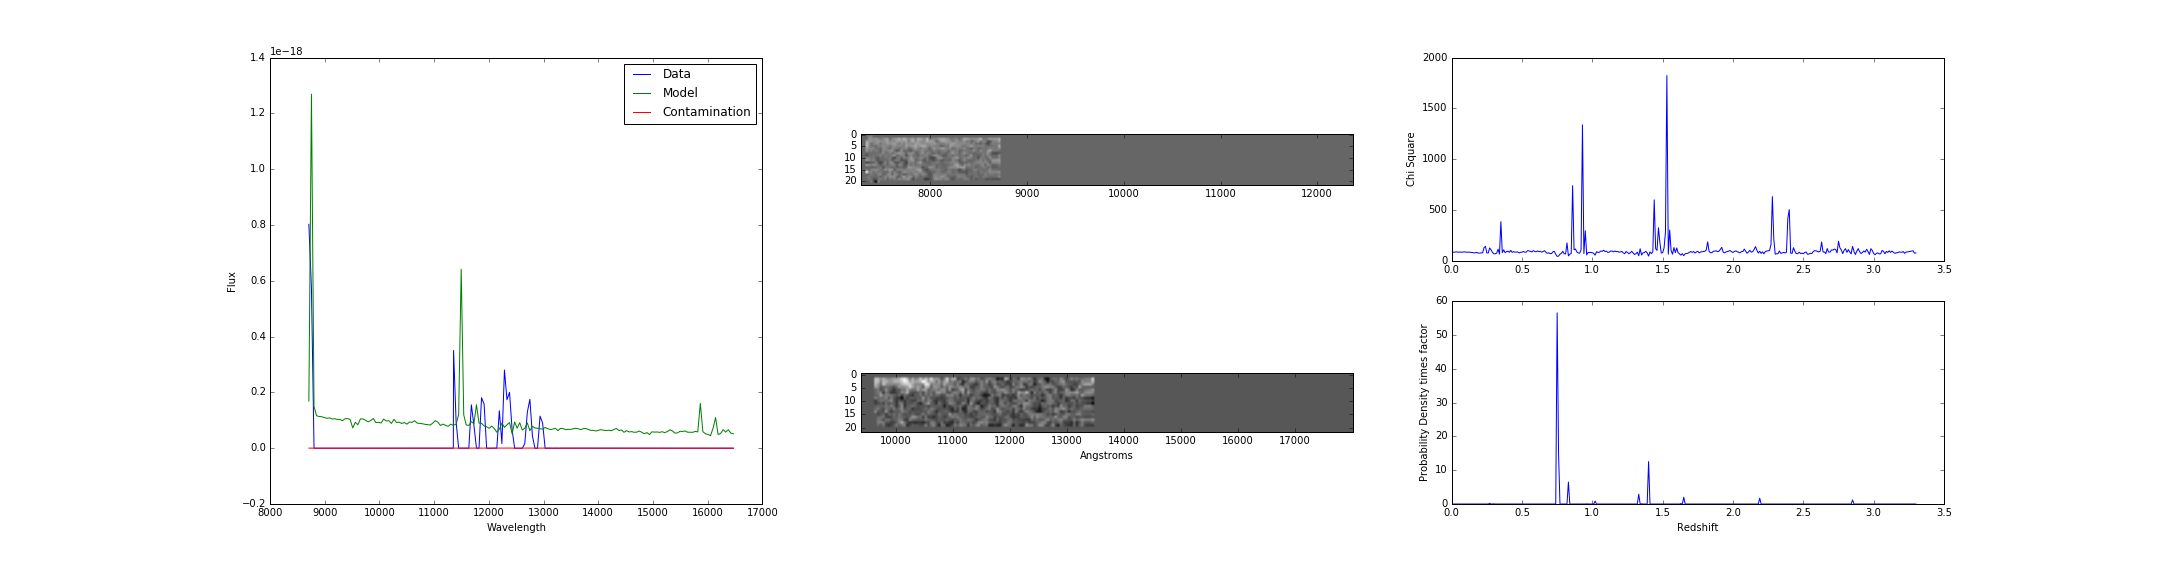 1e−18
1.4
1.2
1.0
0.8
0.6
0.4
0.2
0.0
−0.2
Flux
8000 9000 10000 11000 12000 13000 14000 15000 16000 17000
Wavelength
Data
Model
Contamination
0
5
10
15
20
8000 9000 10000 11000 12000
0
5
10
15
20
10000 11000 12000 13000 14000 15000 16000 17000
Angstroms
2000
1500
1000
500
0
Chi Square
0.0 0.5 1.0 1.5 2.0 2.5 3.0 3.5
60
50
40
30
20
10
0
Probability Density times factor
0.0 0.5 1.0 1.5 2.0 2.5 3.0 3.5
Redshift